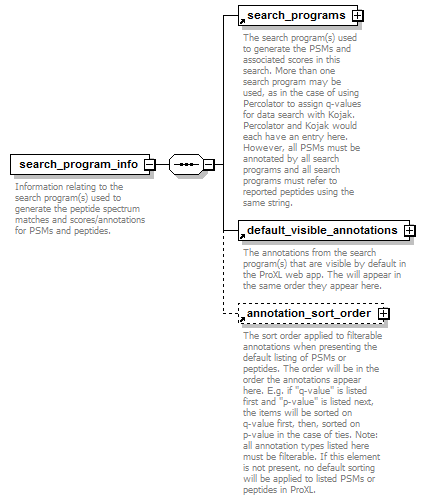 search_programs
The search program(s) used
to generate the PSMs and
associated scores in this
search. More than one
search program may be
used, as in the case of using
Percolator to assign q-values
for data search with Kojak.
Percolator and Kojak would
each have an entry here.
However, all PSMs must be
annotated by all search
programs and all search
programs must refer to
reported peptides using the
same string.
search_program_info
Information relating to the
search program(s) used to
generate the peptide spectrum
matches and scores/annotations
for PSMs and peptides.
default_visible_annotations
The annotations from the search
program(s) that are visible by default in
the ProXL web app. The will appear in
the same order they appear here.
annotation_sort_order
The sort order applied to filterable
annotations when presenting the
default listing of PSMs or
peptides. The order will be in the
order the annotations appear
here. E.g. if "q-value" is listed
first and "p-value" is listed next,
the items will be sorted on
q-value first, then, sorted on
p-value in the case of ties. Note:
all annotation types listed here
must be filterable. If this element
is not present, no default sorting
will be applied to listed PSMs or
peptides in ProXL.